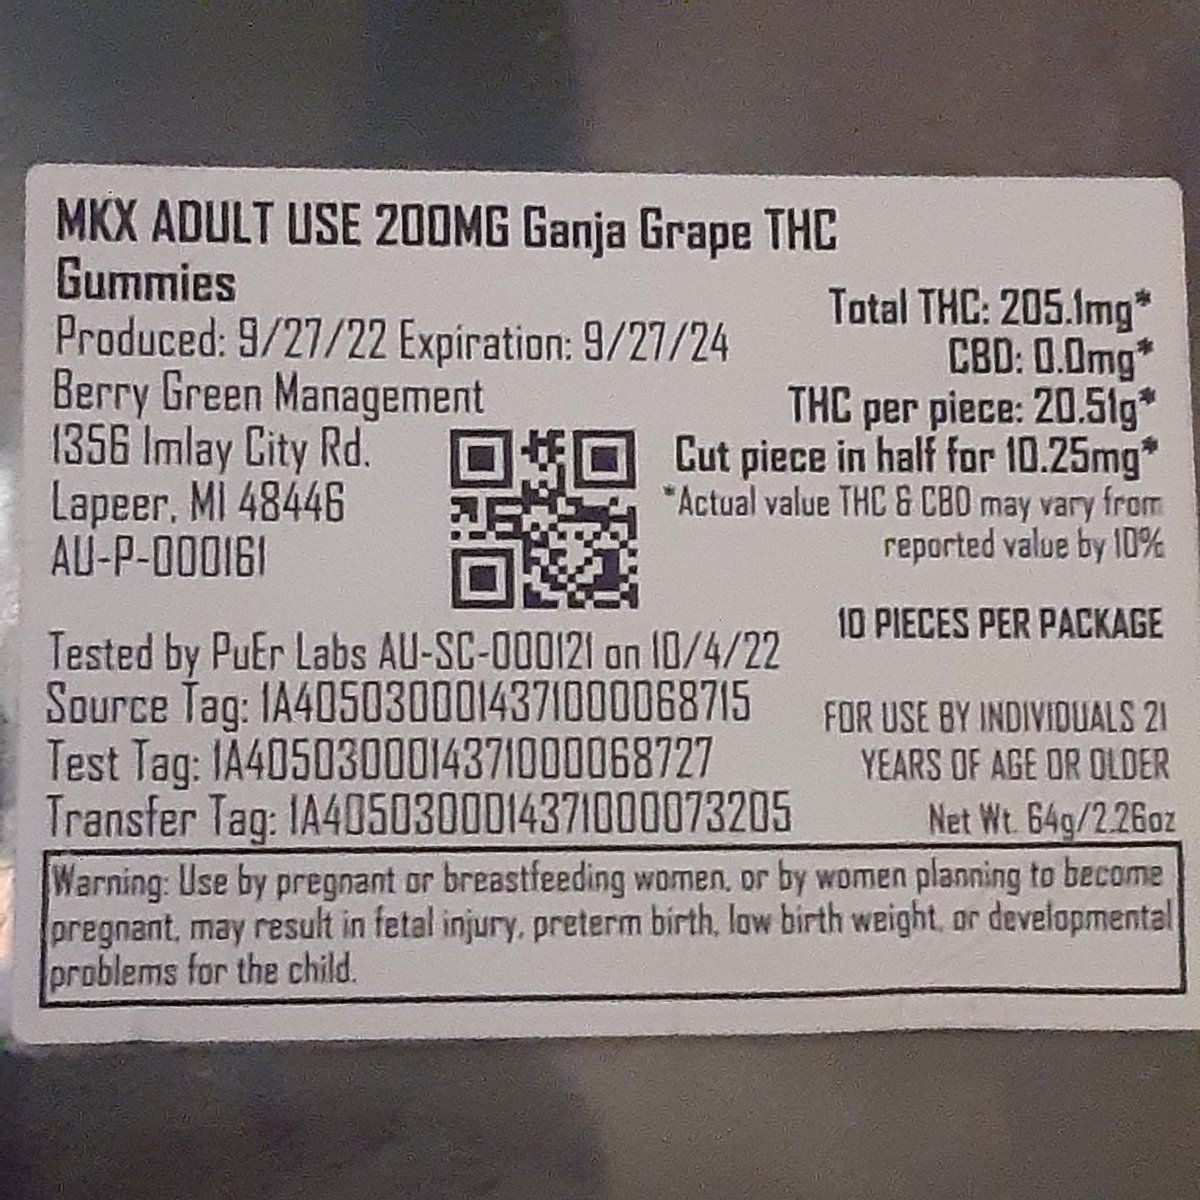 MKX ADULT USE 200MG Ganja Grape THC
Gummies
Produced: 9/27/22 Expiration: 9/27/24
Berry Green Management
1356 Imlay City Rd.
Lapeer, MI 48446
AU-P-000161
Total THC: 205.1mg*
CBD: 0.0mg*
THC per piece: 20.51g*
Cut piece in half for 10.25mg*
*Actual value THC & CBD may vary from
reported value by 10%
10 PIECES PER PACKAGE
Tested by PuEr Labs AU-SC-000121 on 10/4/22
Source Tag: 1A4050300014371000068715
Test Tag: 1A4050300014371000068727
Transfer Tag: 1A4050300014371000073205
FOR USE BY INDIVIDUALS 21
YEARS OF AGE OR OLDER
Net Wt. 64g/2.26oz
Warning: Use by pregnant or breastfeeding women, or by women planning to become
pregnant, may result in fetal injury, preterm birth, low birth weight, or developmental
problems for the child.